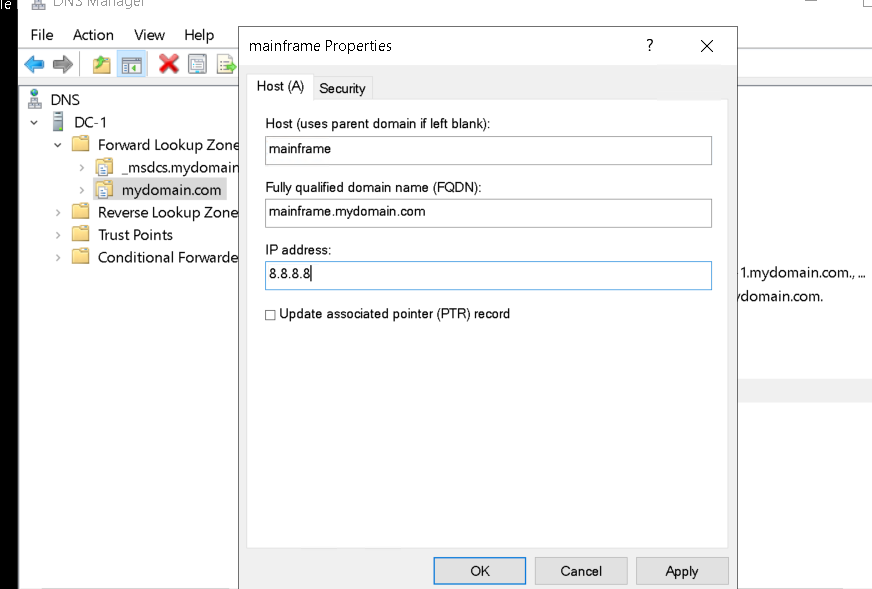 le
DNS Manager
File Action View Help
mainframe Properties
?
Host (A) Security
DNS
DC-1
Forward Lookup Zone
_msdcs.mydomain
mydomain.com
Reverse Lookup Zone
Trust Points
Conditional Forwarde
Host (uses parent domain if left blank):
mainframe
Fully qualified domain name (FQDN):
mainframe.mydomain.com
IP address:
8.8.8.8
Update associated pointer (PTR) record
1.mydomain.com., ...
ydomain.com.
OK Cancel Apply